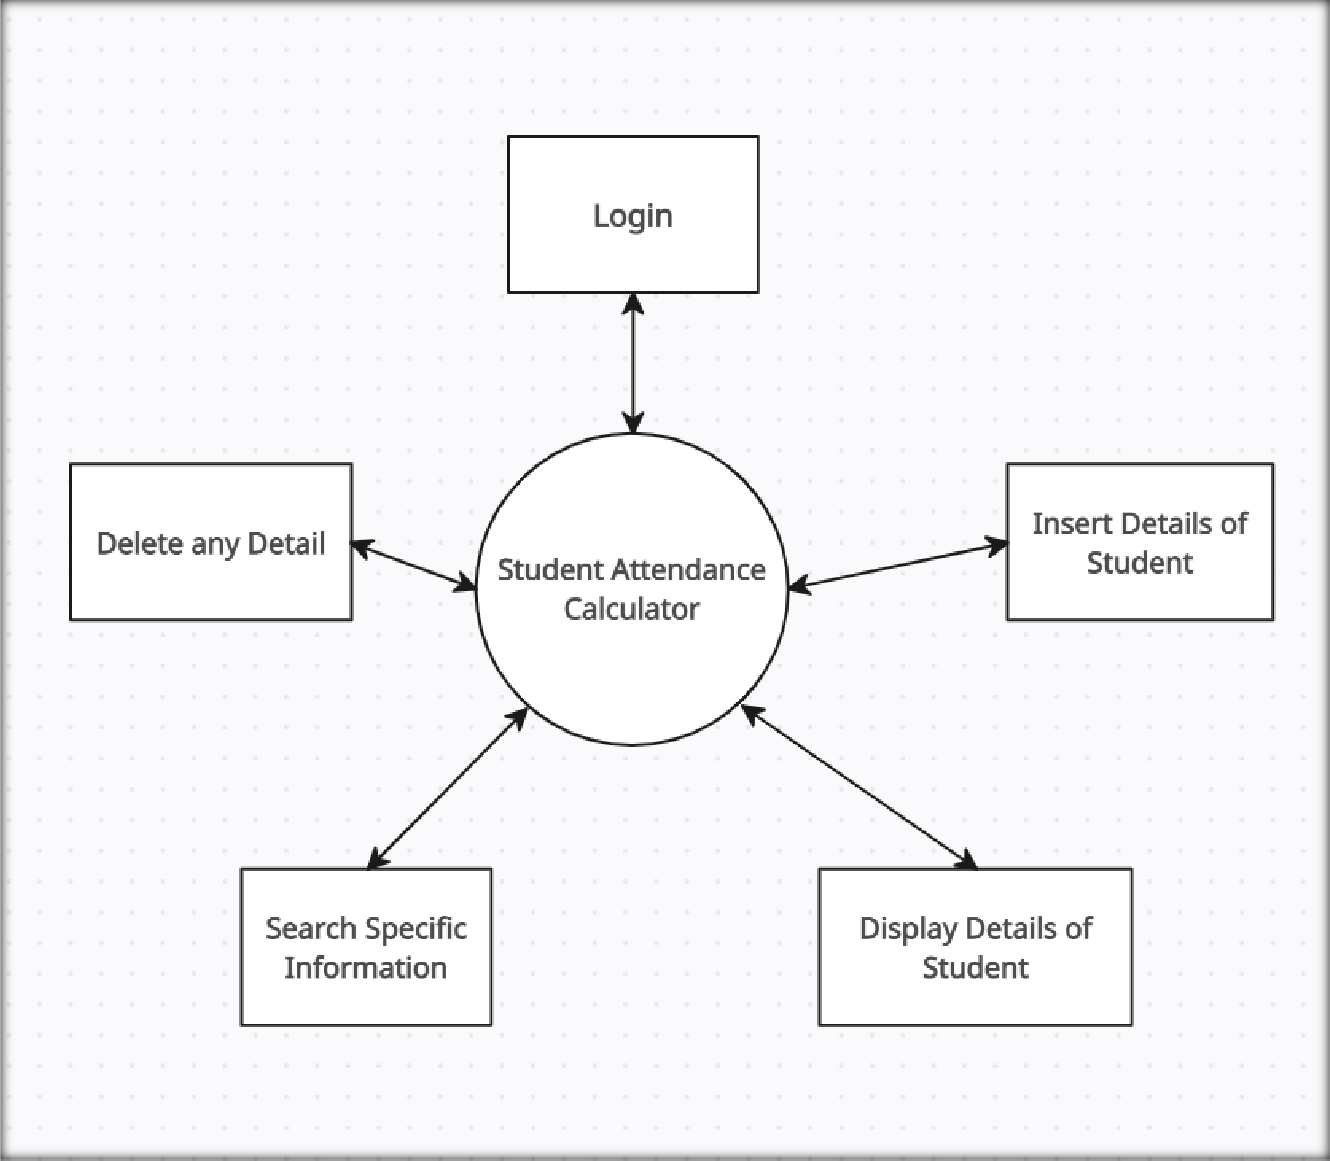 Login
Delete any Detail
Student Attendance
Calculator
Insert Details of
Student
Search Specific
Information
Display Details of
Student